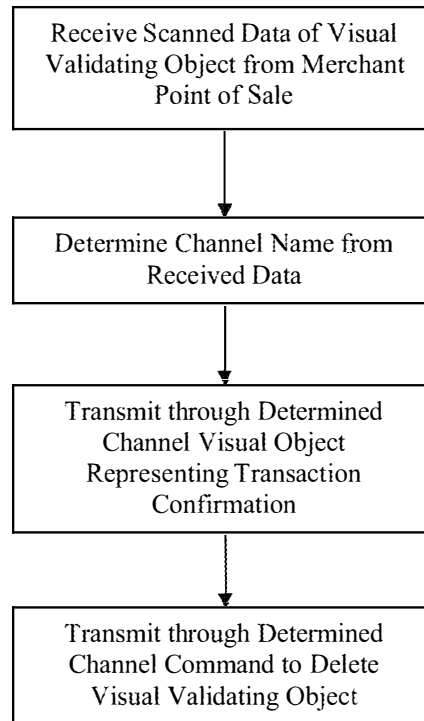 Receive Scanned Data of Visual
Validating Object from Merchant
Point of Sale
Determine Channel Name from
Received Data
Transmit through Determined
Channel Visual Object
Representing Transaction
Confirmation
Transmit through Determined
Channel Command to Delete
Visual Validating Object